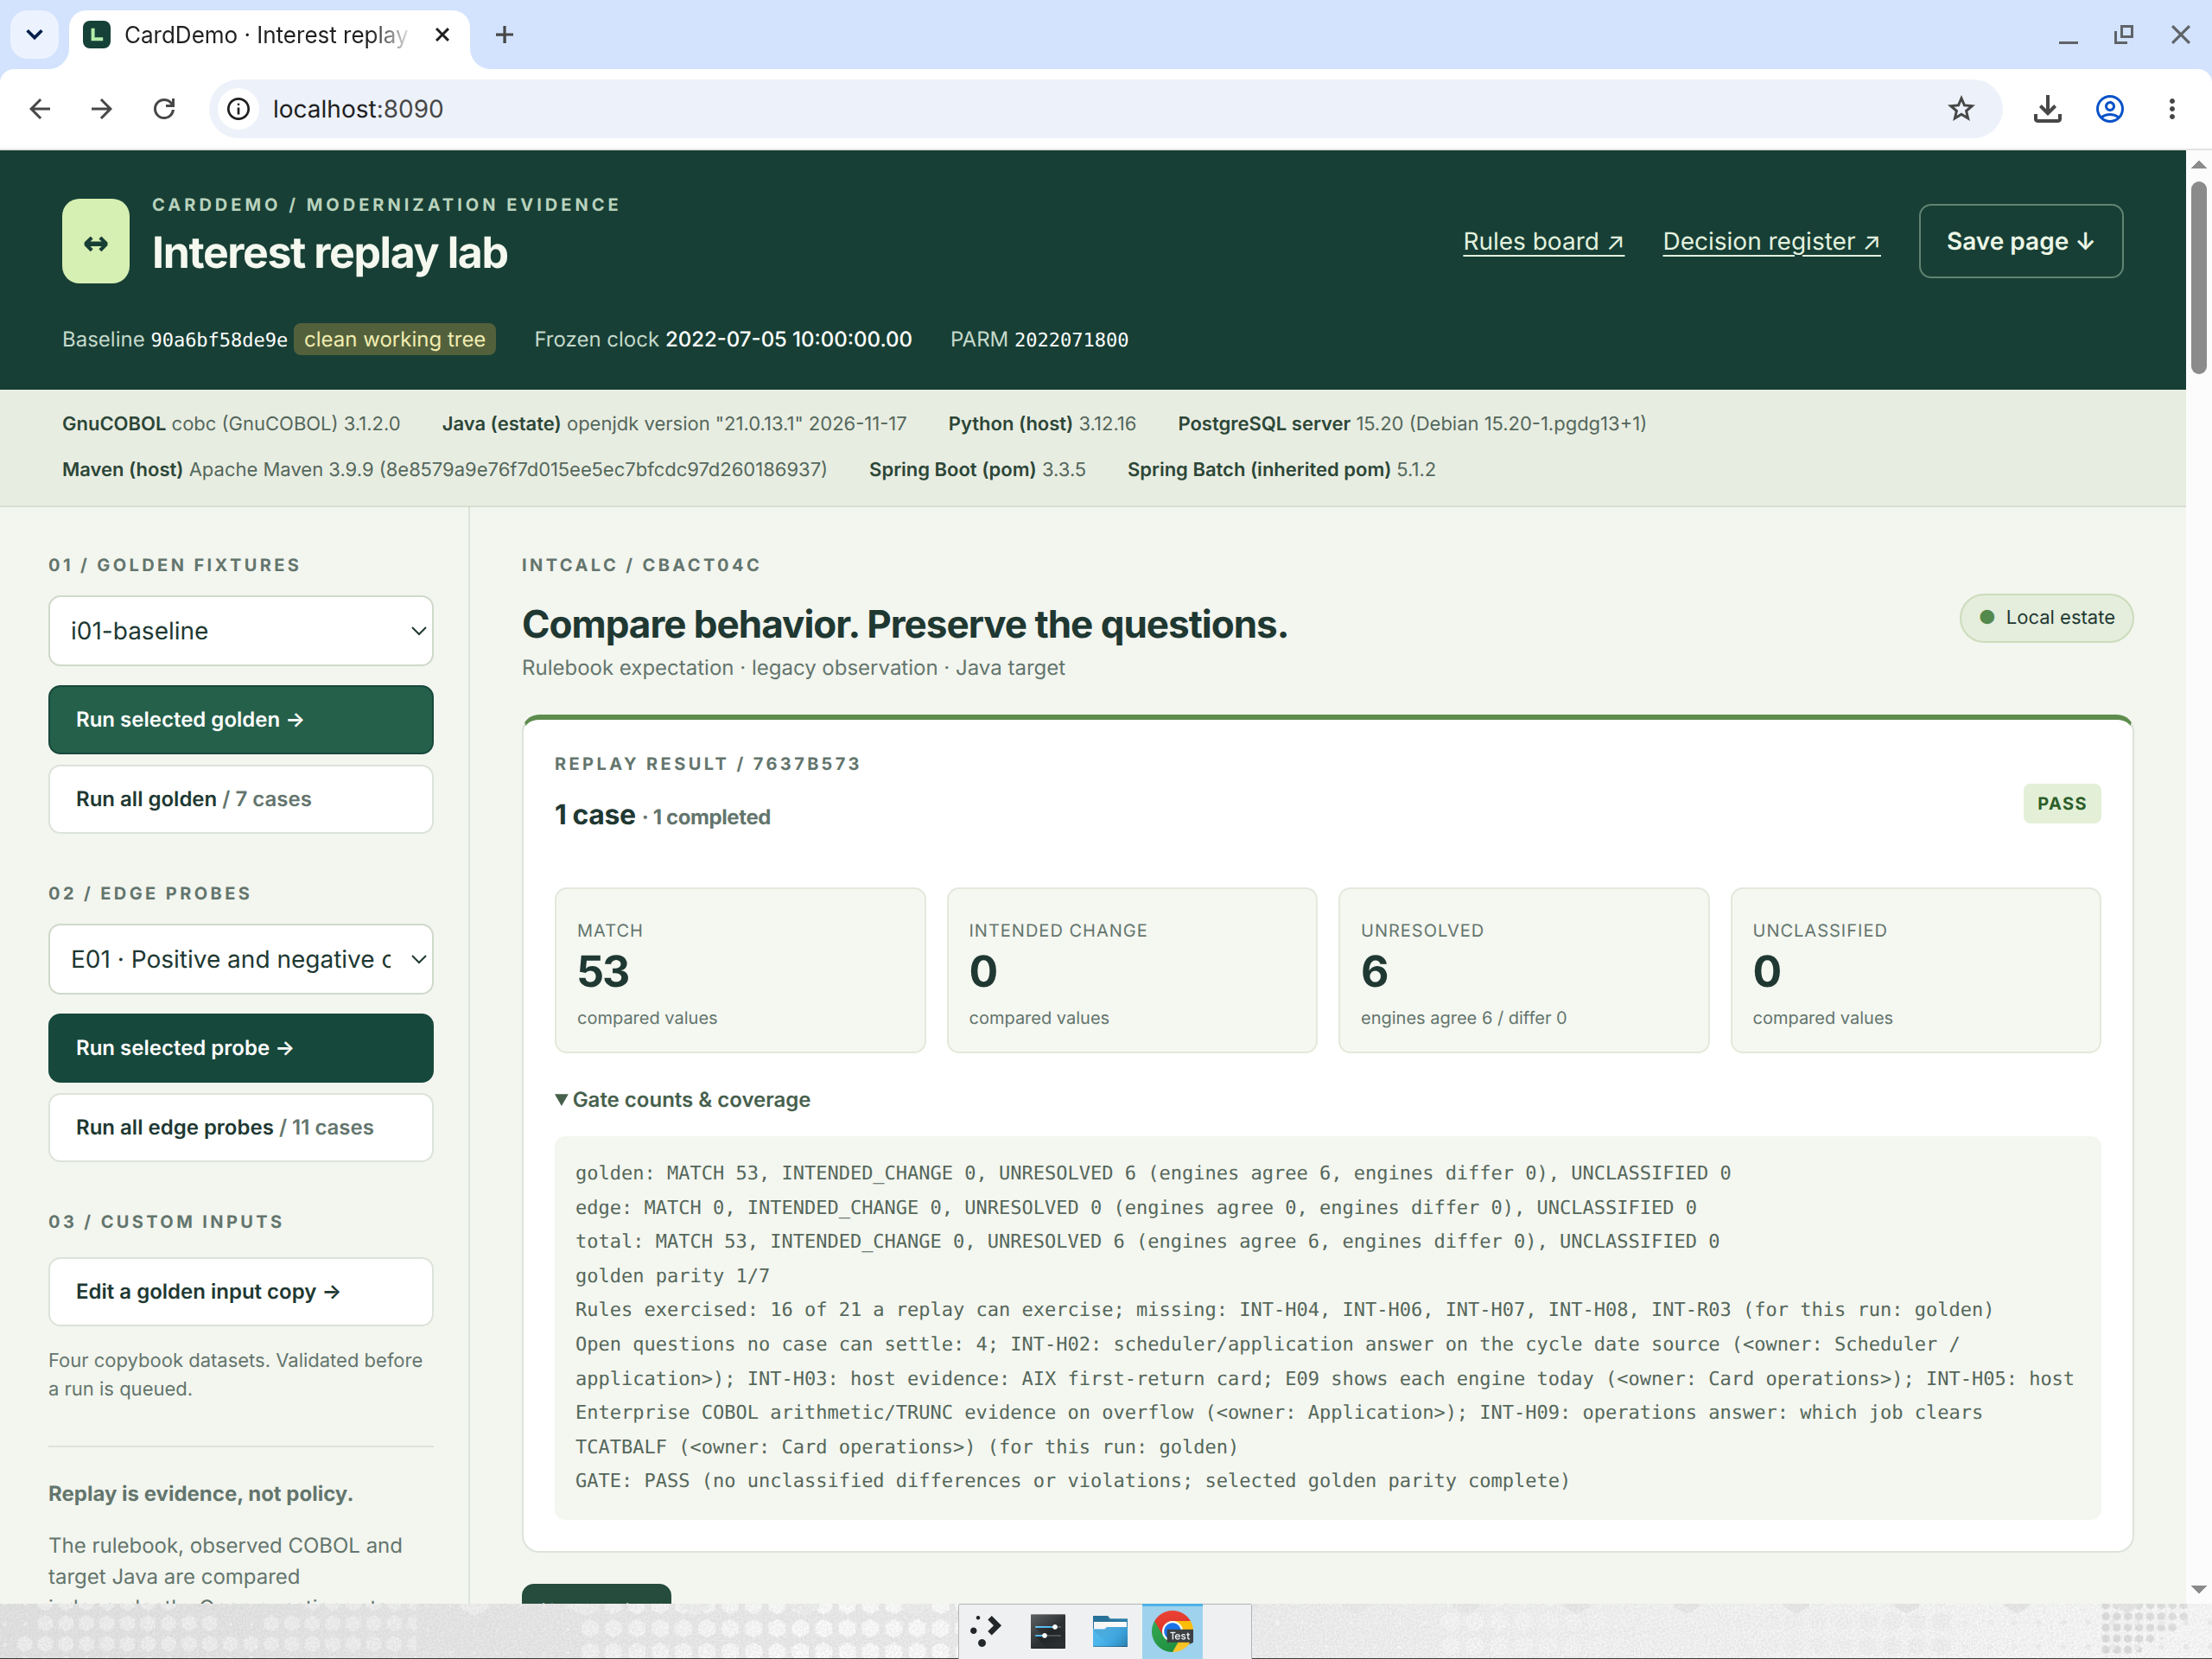 CardDemo · Interest replay
localhost:8090
CARDDEMO / MODERNIZATION EVIDENCE
Interest replay lab
Rules board ↗
Decision register ↗
Save page ↓
Baseline 90a6bf58de9e clean working tree Frozen clock 2022-07-05 10:00:00.00 PARM 2022071800
GnuCOBOL cobc (GnuCOBOL) 3.1.2.0 Java (estate) openjdk version "21.0.13.1" 2026-11-17 Python (host) 3.12.16 PostgreSQL server 15.20 (Debian 15.20-1.pgdg13+1)
Maven (host) Apache Maven 3.9.9 (8e8579a9e76f7d015ee5ec7bfcdc97d260186937) Spring Boot (pom) 3.3.5 Spring Batch (inherited pom) 5.1.2
01 / GOLDEN FIXTURES
i01-baseline
Run selected golden →
Run all golden / 7 cases
02 / EDGE PROBES
E01 · Positive and negative c
Run selected probe →
Run all edge probes / 11 cases
03 / CUSTOM INPUTS
Edit a golden input copy →
Four copybook datasets. Validated before
a run is queued.
Replay is evidence, not policy.
The rulebook, observed COBOL and
target Java are compared
INTCALC / CBACT04C
Compare behavior. Preserve the questions.
Rulebook expectation · legacy observation · Java target
Local estate
REPLAY RESULT / 7637B573
1 case · 1 completed
PASS
MATCH
53
compared values
INTENDED CHANGE
0
compared values
UNRESOLVED
6
engines agree 6 / differ 0
UNCLASSIFIED
0
compared values
▼ Gate counts & coverage
golden: MATCH 53, INTENDED_CHANGE 0, UNRESOLVED 6 (engines agree 6, engines differ 0), UNCLASSIFIED 0
edge: MATCH 0, INTENDED_CHANGE 0, UNRESOLVED 0 (engines agree 0, engines differ 0), UNCLASSIFIED 0
total: MATCH 53, INTENDED_CHANGE 0, UNRESOLVED 6 (engines agree 6, engines differ 0), UNCLASSIFIED 0
golden parity 1/7
Rules exercised: 16 of 21 a replay can exercise; missing: INT-H04, INT-H06, INT-H07, INT-H08, INT-R03 (for this run: golden)
Open questions no case can settle: 4; INT-H02: scheduler/application answer on the cycle date source (<owner: Scheduler /
application>); INT-H03: host evidence: AIX first-return card; E09 shows each engine today (<owner: Card operations>); INT-H05: host
Enterprise COBOL arithmetic/TRUNC evidence on overflow (<owner: Application>); INT-H09: operations answer: which job clears
TCATBALF (<owner: Card operations>) (for this run: golden)
GATE: PASS (no unclassified differences or violations; selected golden parity complete)
Test